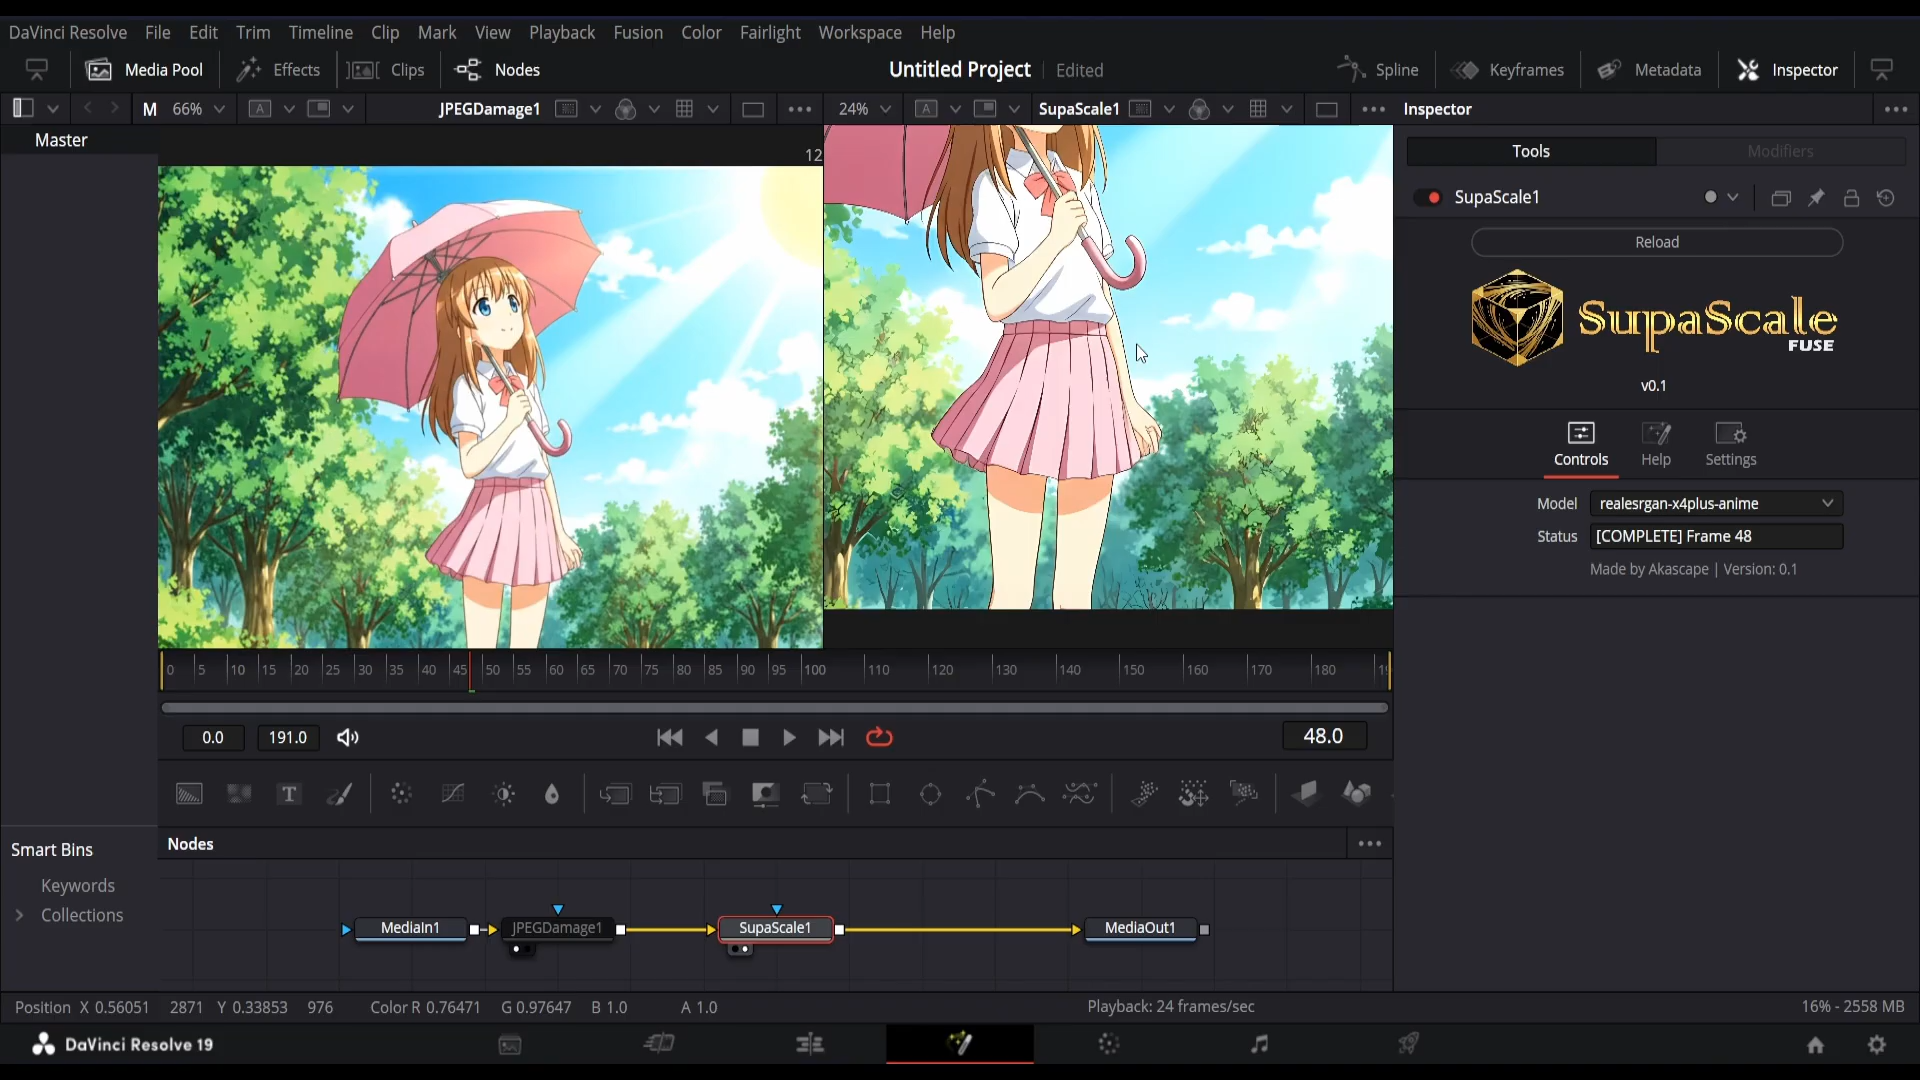 DaVinci Resolve File Edit Trim Timeline Clip Mark View Playback Fusion Color Fairlight Workspace Help
Media Pool Effects Clips Nodes Untitled Project Edited Spline Keyframes Metadata Inspector
M 66% A JPEGDamage1 24% A SupaScale1 Inspector
Master
12
Tools Modifiers
SupaScale1
Reload
SupaScale
FUSE
v0.1
Controls Help Settings
Model realesrgan-x4plus-anime
Status [COMPLETE] Frame 48
Made by Akascape | Version: 0.1
0 5 10 15 20 25 30 35 40 45 50 55 60 65 70 75 80 85 90 95 100 110 120 130 140 150 160 170 180
0.0 191.0 48.0
T
Smart Bins
Keywords
Collections
Nodes
MediaIn1 JPEGDamage1 SupaScale1 MediaOut1
Position X 0.56051 2871 Y 0.33853 976 Color R 0.76471 G 0.97647 B 1.0 A 1.0 Playback: 24 frames/sec 16% - 2558 MB
DaVinci Resolve 19